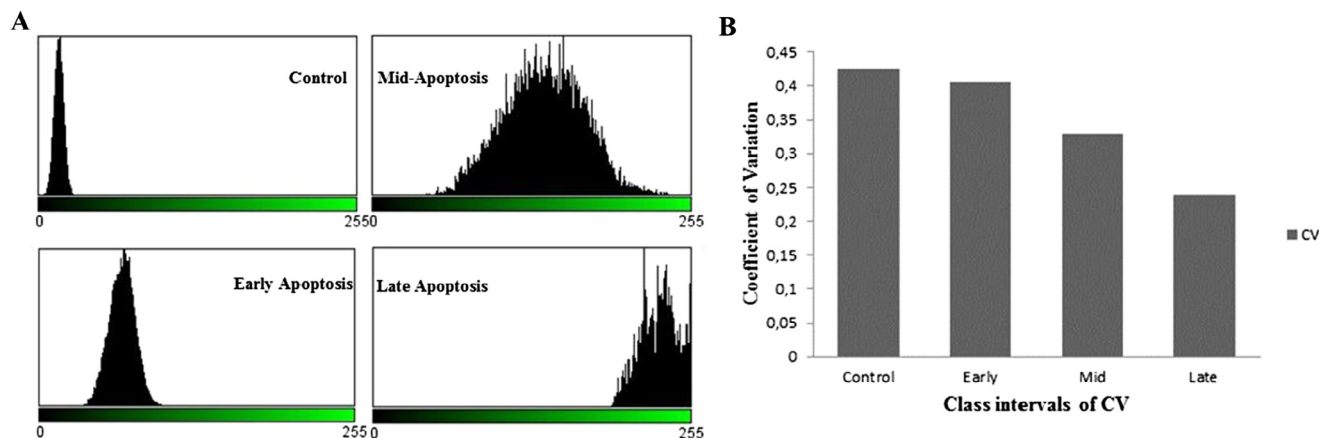 A
Control
0
255
Mid-Apoptosis
0
255
Early Apoptosis
0
255
Late Apoptosis
0
255
B
Coefficient of Variation
0,45
0,4
0,35
0,3
0,25
0,2
0,15
0,1
0,05
0
Control Early Mid Late
Class intervals of CV
CV